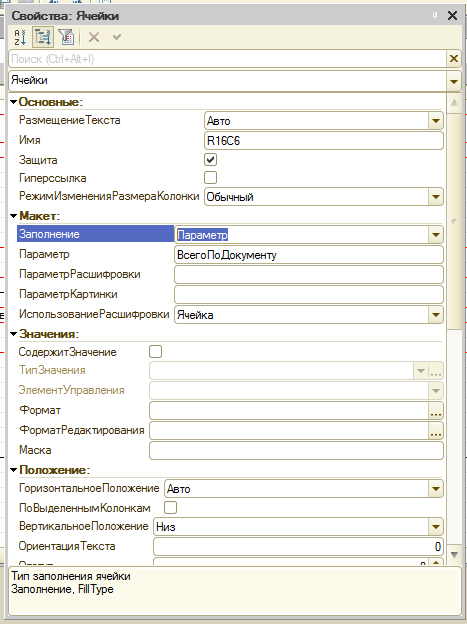 Свойства: Ячейки
Поиск (Ctrl+Alt+I)
Ячейки
Основные:
РазмещениеТекста Авто
Имя R16C6
Защита
Гиперссылка
РежимИзмененияРазмераКолонки Обычный
Макет:
Заполнение Параметр
Параметр ВсегоПоДокументу
ПараметрРасшифровки
ПараметрКартинки
ИспользованиеРасшифровки Ячейка
Значения:
СодержитЗначение
ТипЗначения ...
ЭлементУправления
Формат ...
ФорматРедактирования ...
Маска
Положение:
ГоризонтальноеПоложение Авто
ПоВыделеннымКолонкам
ВертикальноеПоложение Низ
ОриентацияТекста 0
Тип заполнения ячейки
Заполнение, FillType